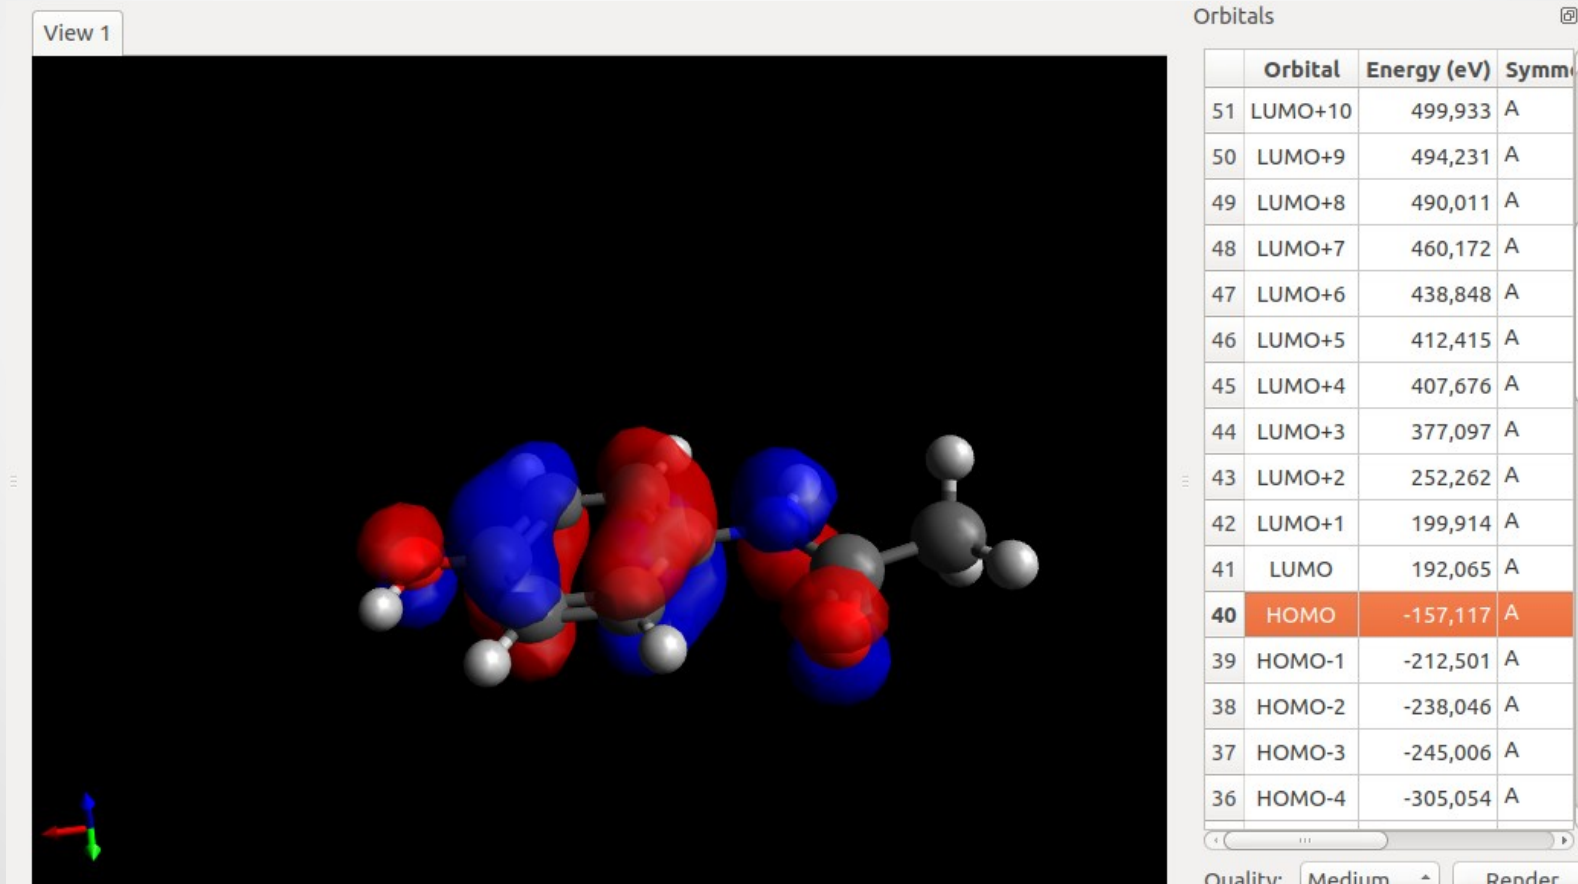 View 1
Orbitals
Orbital Energy (eV) Symme
51 LUMO+10 499,933 A
50 LUMO+9 494,231 A
49 LUMO+8 490,011 A
48 LUMO+7 460,172 A
47 LUMO+6 438,848 A
46 LUMO+5 412,415 A
45 LUMO+4 407,676 A
44 LUMO+3 377,097 A
43 LUMO+2 252,262 A
42 LUMO+1 199,914 A
41 LUMO 192,065 A
40 HOMO -157,117 A
39 HOMO-1 -212,501 A
38 HOMO-2 -238,046 A
37 HOMO-3 -245,006 A
36 HOMO-4 -305,054 A
Quality: Medium Render